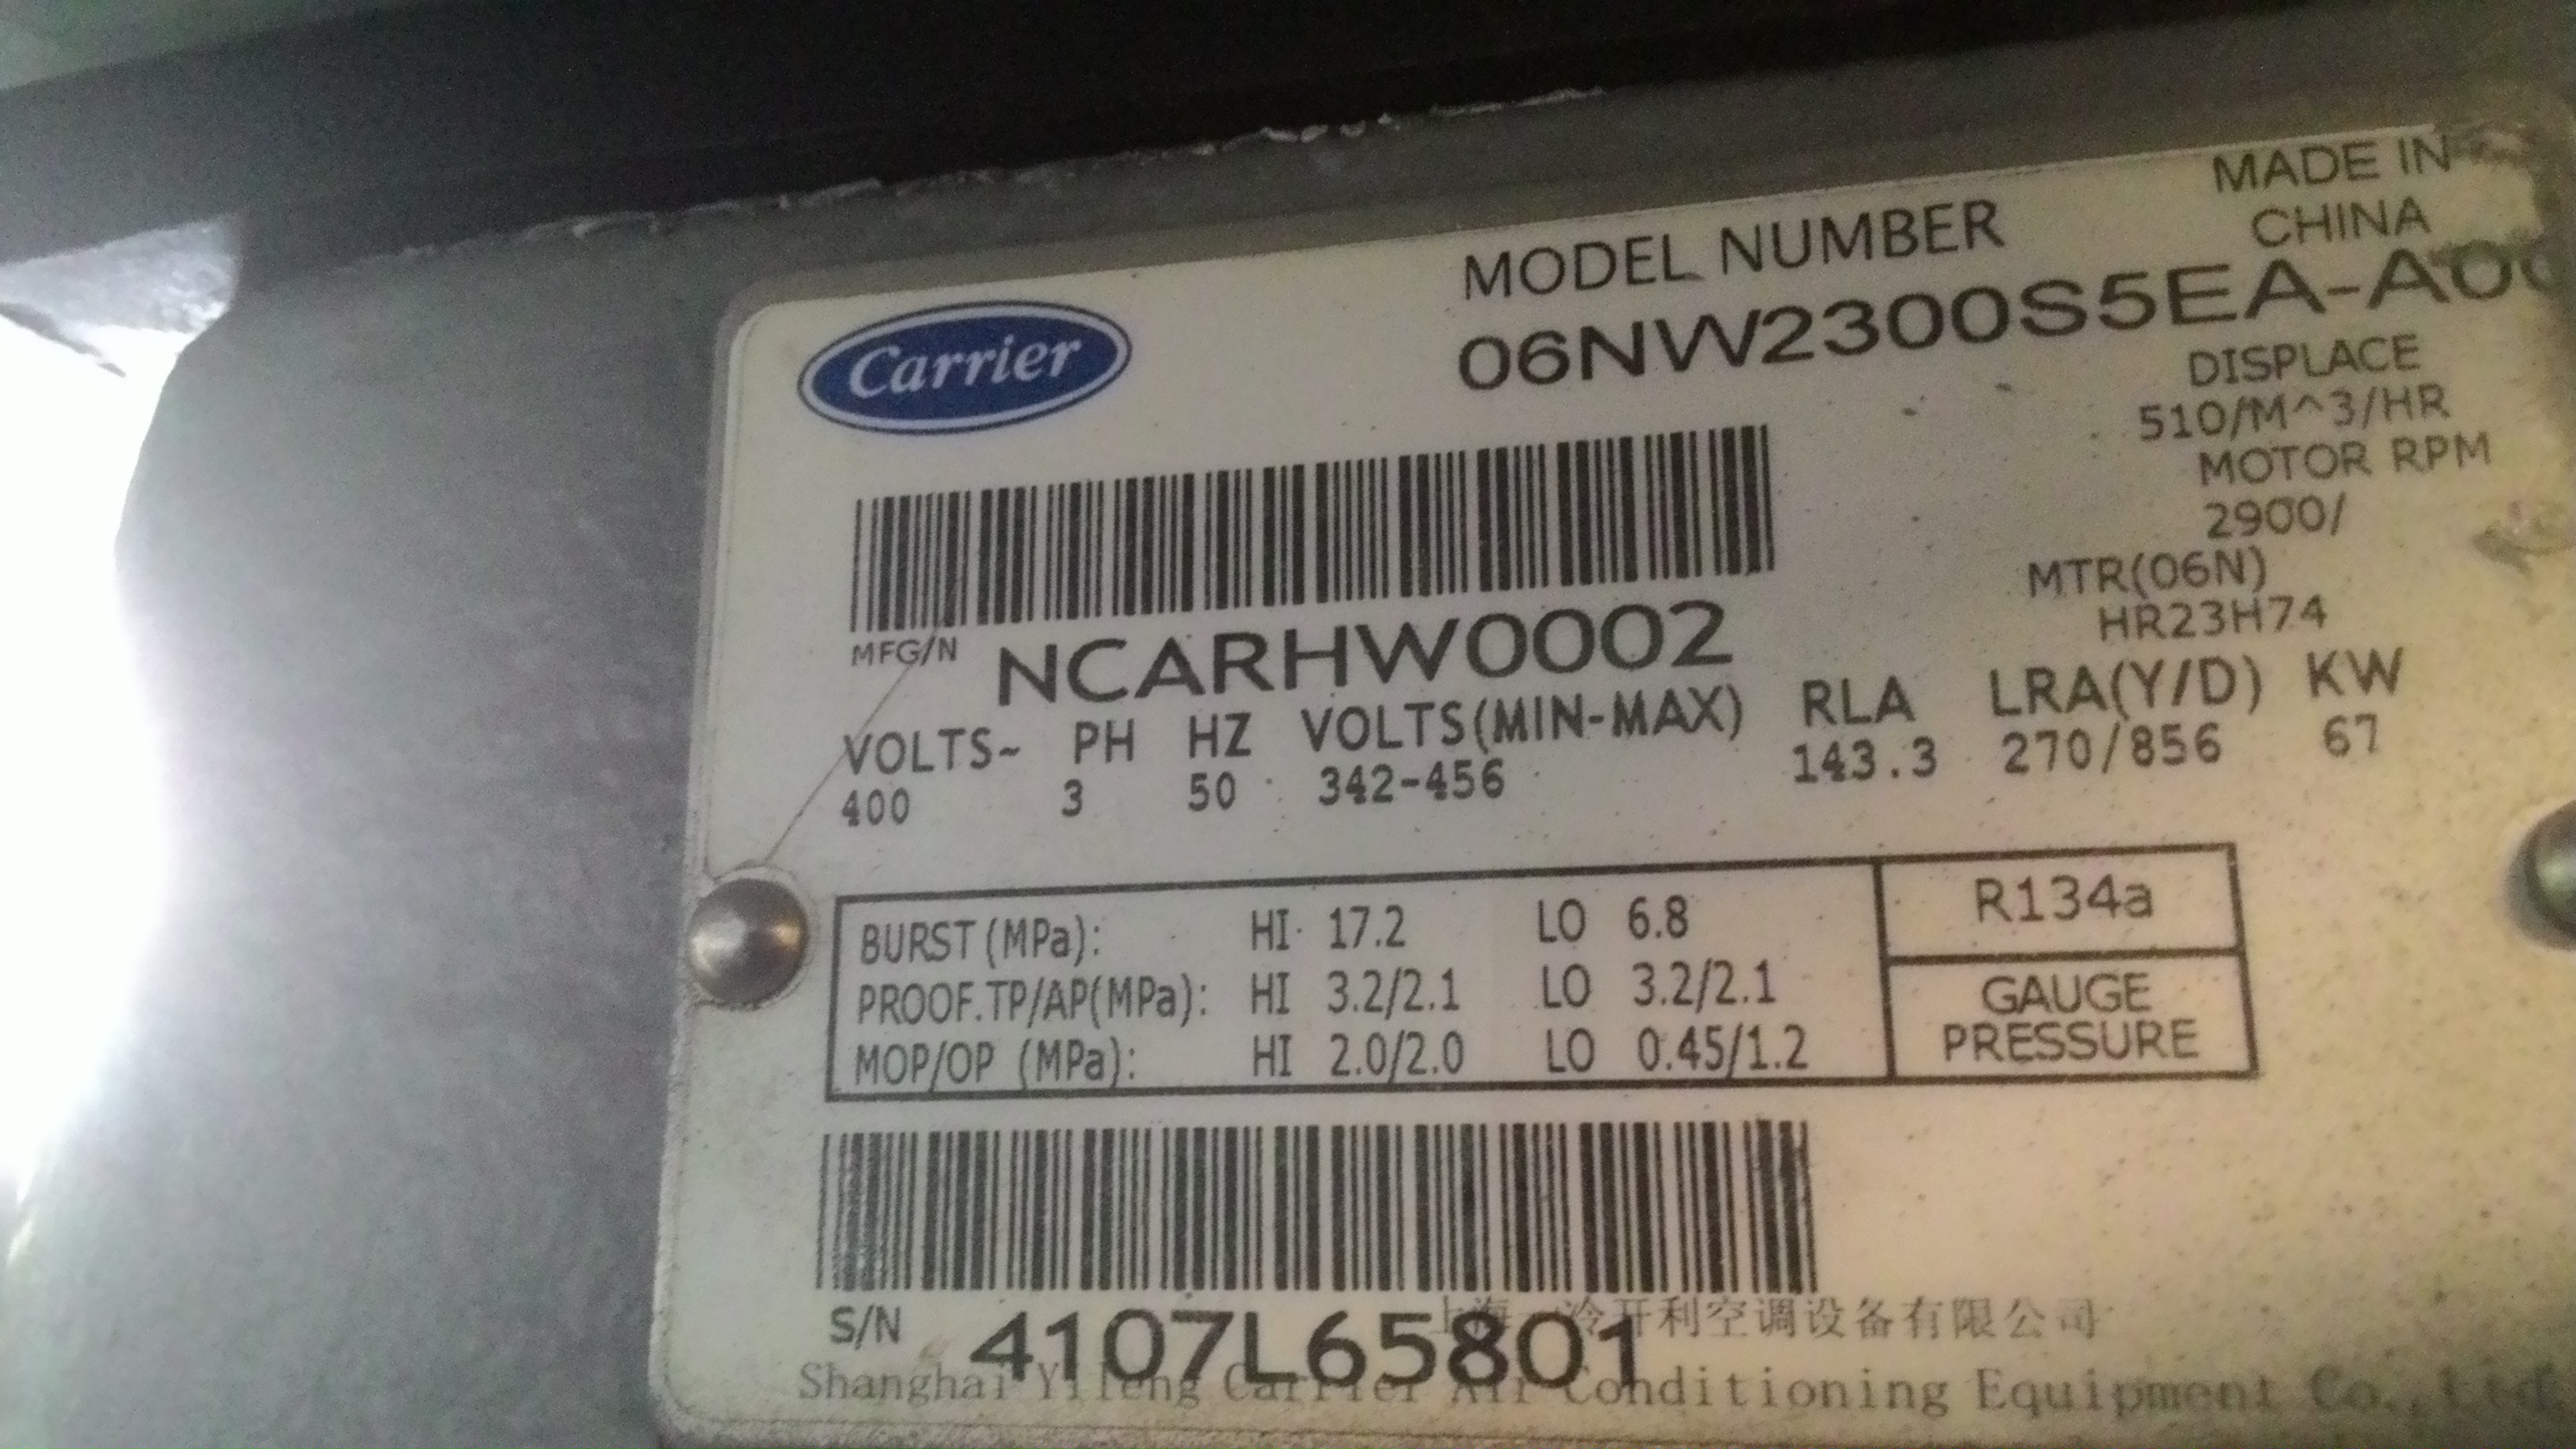 MADE IN
CHINA
Carrier
MODEL NUMBER
06NW2300S5EA-A0
DISPLACE
510/M^3/HR
MOTOR RPM
2900/
MTR(06N)
HR23H74
MFG/N NCARHW0002
VOLTS~ PH HZ VOLTS(MIN-MAX) RLA LRA(Y/D) KW
400 3 50 342-456 143.3 270/856 67
BURST (MPa): HI 17.2 LO 6.8 R134a
PROOF.TP/AP(MPa): HI 3.2/2.1 LO 3.2/2.1 GAUGE
MOP/OP (MPa): HI 2.0/2.0 LO 0.45/1.2 PRESSURE
S/N 4107L65801
上海一冷开利空调设备有限公司
Shanghai Yileng Carrier Air Conditioning Equipment Co.,Ltd